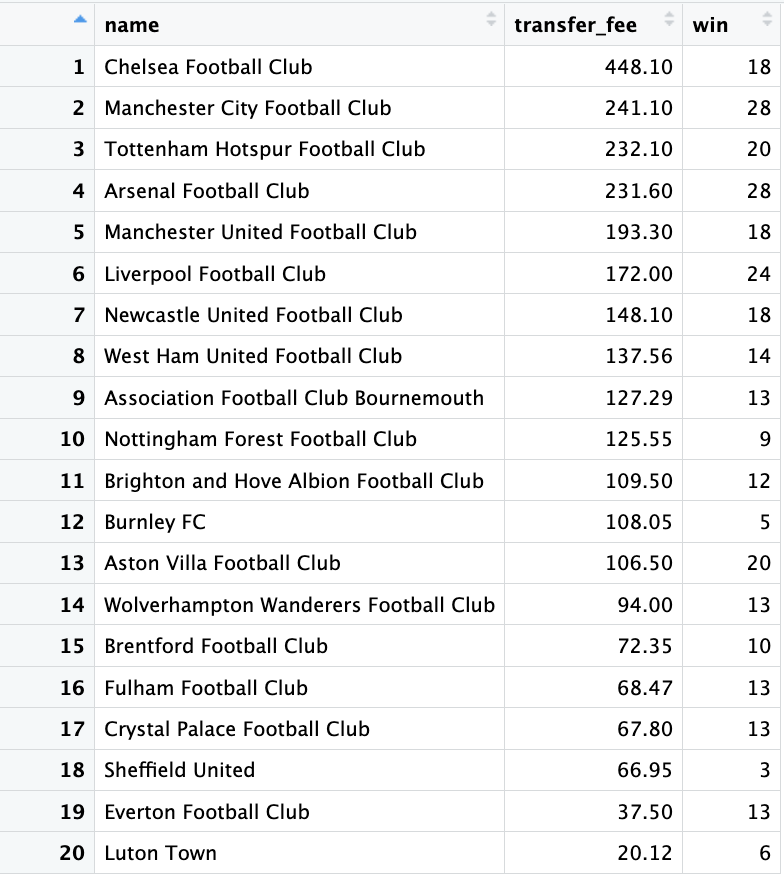 name transfer_fee win
1 Chelsea Football Club 448.10 18
2 Manchester City Football Club 241.10 28
3 Tottenham Hotspur Football Club 232.10 20
4 Arsenal Football Club 231.60 28
5 Manchester United Football Club 193.30 18
6 Liverpool Football Club 172.00 24
7 Newcastle United Football Club 148.10 18
8 West Ham United Football Club 137.56 14
9 Association Football Club Bournemouth 127.29 13
10 Nottingham Forest Football Club 125.55 9
11 Brighton and Hove Albion Football Club 109.50 12
12 Burnley FC 108.05 5
13 Aston Villa Football Club 106.50 20
14 Wolverhampton Wanderers Football Club 94.00 13
15 Brentford Football Club 72.35 10
16 Fulham Football Club 68.47 13
17 Crystal Palace Football Club 67.80 13
18 Sheffield United 66.95 3
19 Everton Football Club 37.50 13
20 Luton Town 20.12 6